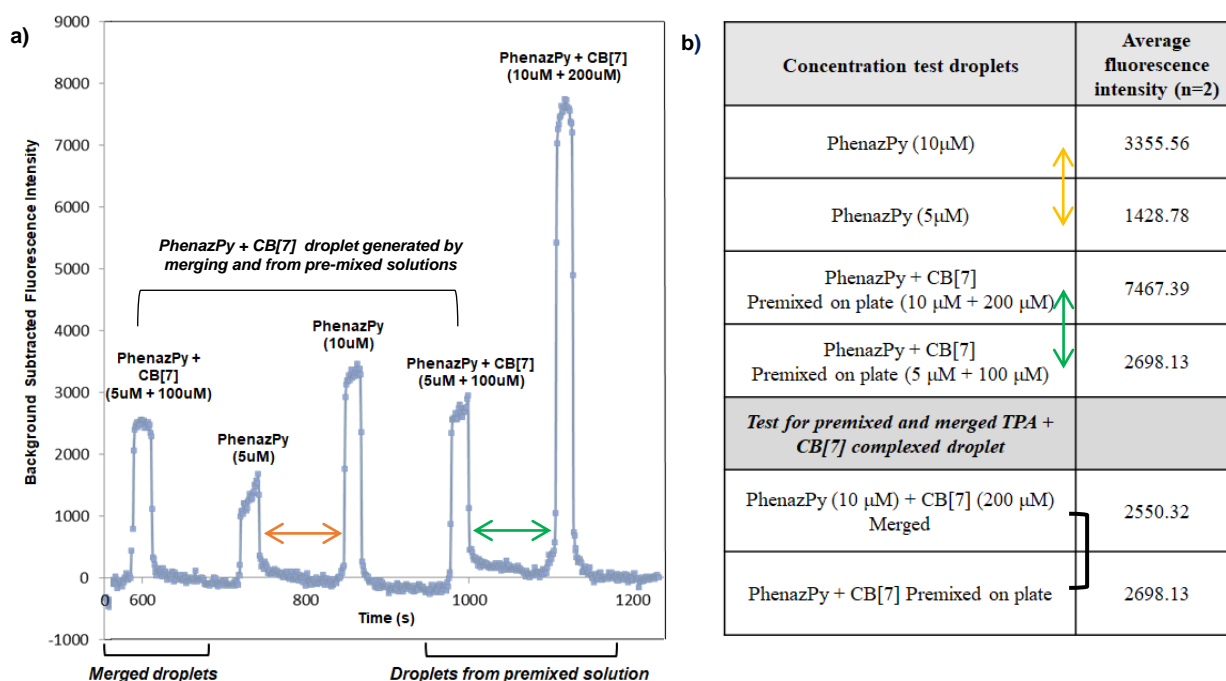 a)
9000
8000
7000
6000
5000
4000
3000
2000
1000
0
-1000
Background Subtracted Fluorescence Intensity
PhenazPy + CB[7]
(10uM + 200uM)
PhenazPy + CB[7] droplet generated by
merging and from pre-mixed solutions
PhenazPy +
CB[7]
(5uM + 100uM)
PhenazPy
(5uM)
PhenazPy
(10uM)
PhenazPy + CB[7]
(5uM + 100uM)
0 600 800 1000 1200
Time (s)
Merged droplets
Droplets from premixed solution
b)
Concentration test droplets
Average
fluorescence
intensity (n=2)
PhenazPy (10μM)
3355.56
PhenazPy (5μM)
1428.78
PhenazPy + CB[7]
Premixed on plate (10 μM + 200 μM)
7467.39
PhenazPy + CB[7]
Premixed on plate (5 μM + 100 μM)
2698.13
Test for premixed and merged TPA +
CB[7] complexed droplet
PhenazPy (10 μM) + CB[7] (200 μM)
Merged
2550.32
PhenazPy + CB[7] Premixed on plate
2698.13